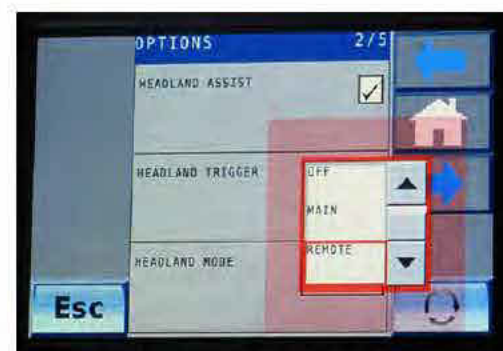 OPTIONS 2/5
HEADLAND ASSIST
HEADLAND TRIGGER
OFF
MAIN
REMOTE
HEADLAND MODE
Esc